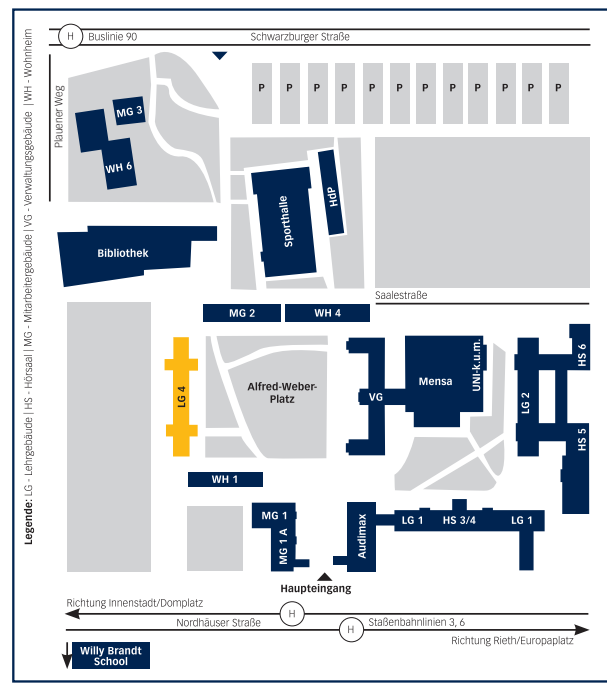 H Buslinie 90 Schwarzburger Straße
Plauener Weg
Legende: LG - Lehrgebäude | HS - Hörsaal | MG - Mitarbeitergebäude | VG - Verwaltungsgebäude | WH - Wohnheim
P P P P P P P P P P P P
MG 3
WH 6
Sporthalle
HdP
Bibliothek
Saalestraße
MG 2
WH 4
LG 4
Alfred-Weber-
Platz
VG
Mensa
UNI-k.u.m.
LG 2
HS 6
HS 5
WH 1
MG 1
MG 1 A
Audimax
LG 1 HS 3/4 LG 1
Haupteingang
Richtung Innenstadt/Domplatz
H
Nordhäuser Straße
H
Staßenbahnlinien 3, 6
Richtung Rieth/Europaplatz
Willy Brandt
School